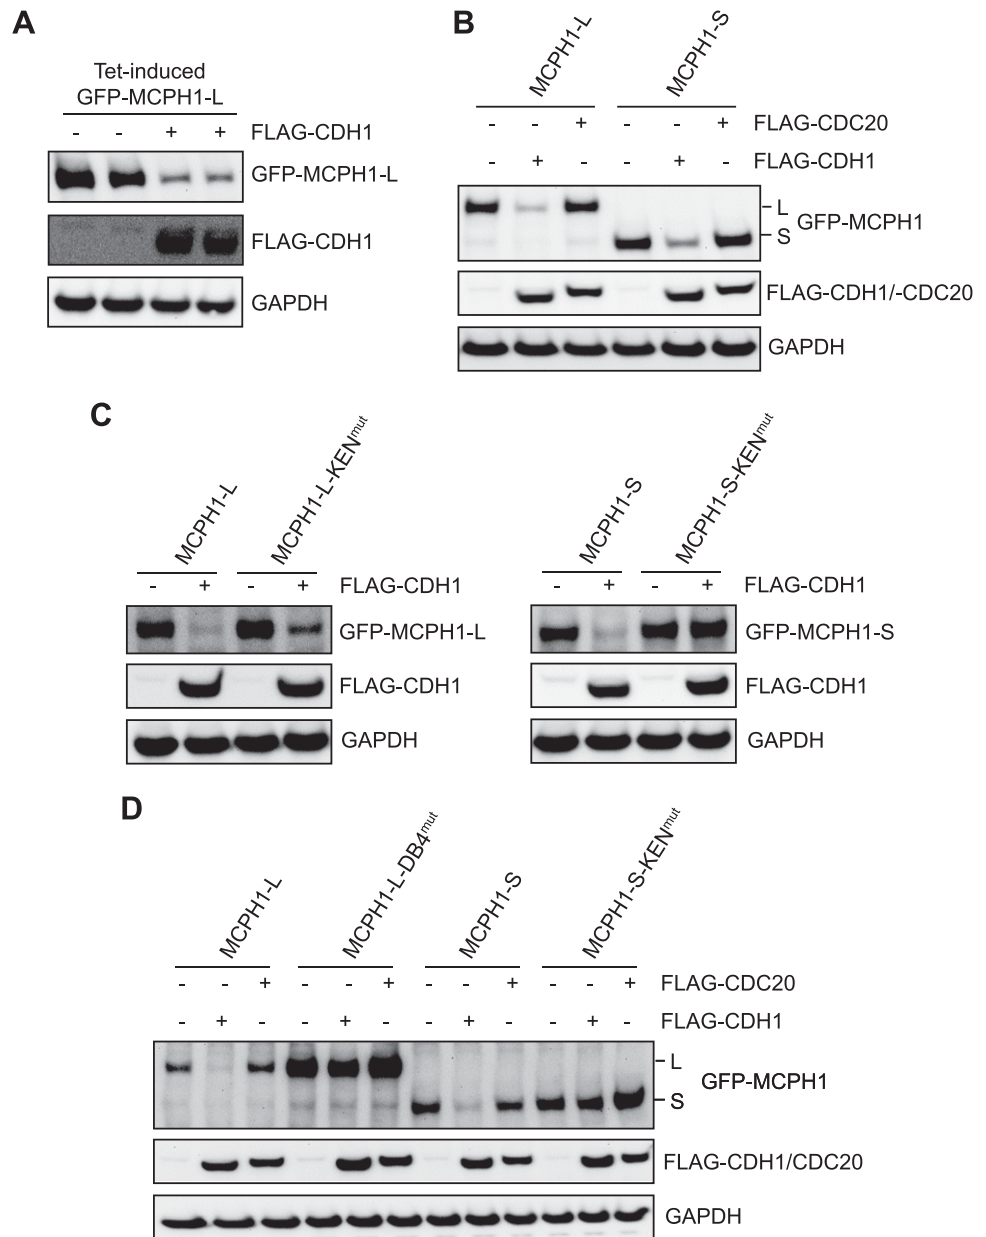 A
Tet-induced
GFP-MCPH1-L
- - + + FLAG-CDH1
GFP-MCPH1-L
FLAG-CDH1
GAPDH
B
MCPH1-L MCPH1-S
- - + - - + FLAG-CDC20
- + - - + - FLAG-CDH1
L
GFP-MCPH1
S
FLAG-CDH1/-CDC20
GAPDH
C
MCPH1-L MCPH1-L-KENmut
- + - + FLAG-CDH1
GFP-MCPH1-L
FLAG-CDH1
GAPDH
MCPH1-S MCPH1-S-KENmut
- + - + FLAG-CDH1
GFP-MCPH1-S
FLAG-CDH1
GAPDH
D
MCPH1-L MCPH1-L-DB4mut MCPH1-S MCPH1-S-KENmut
- - + - - + - - + - - + FLAG-CDC20
- + - - + - - + - - + - FLAG-CDH1
L
GFP-MCPH1
S
FLAG-CDH1/CDC20
GAPDH